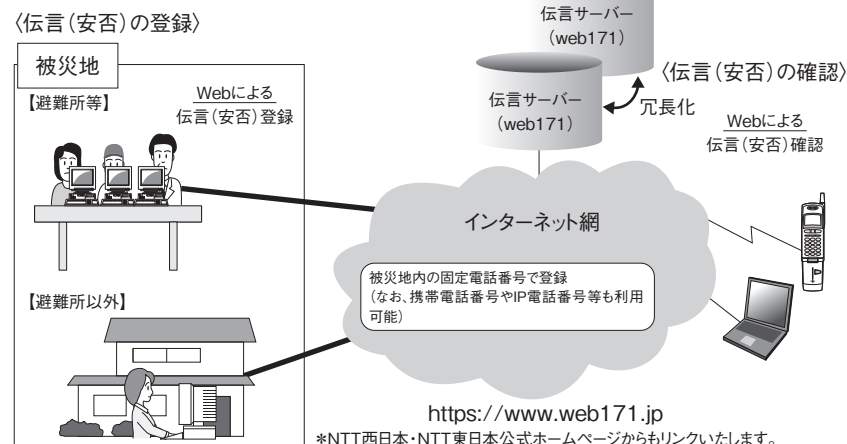 〈伝言(安否)の登録〉
被災地
【避難所等】
Webによる
伝言(安否)登録
【避難所以外】
伝言サーバー
(web171)
伝言サーバー
(web171)
冗長化
〈伝言(安否)の確認〉
Webによる
伝言(安否)確認
インターネット網
被災地内の固定電話番号で登録
(なお、携帯電話番号やIP電話番号等も利用
可能)
https://www.web171.jp
*NTT西日本・NTT東日本公式ホームページからもリンクいたします。